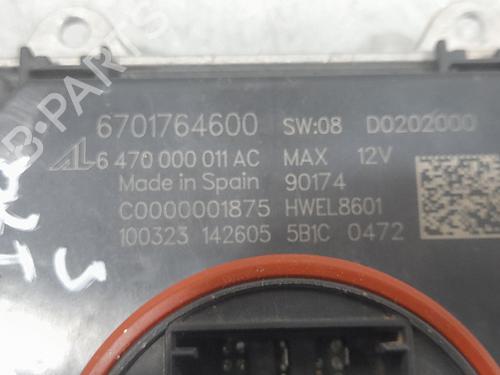 6701764600 SW:08 D0202000
AL 6 470 000 011 AC MAX 12V
Made in Spain 90174
C0000001875 HWEL8601
100323 142605 5B1C 0472